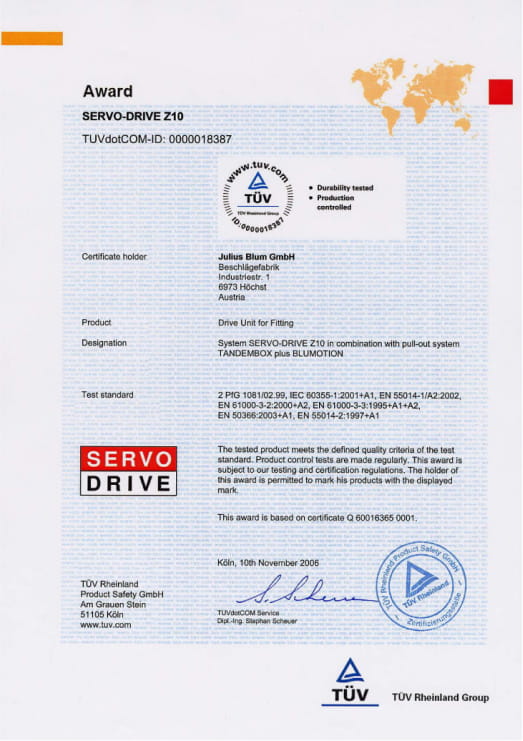 Award
SERVO-DRIVE Z10
TUVdotCOM-ID: 0000018387
www.tuv.com
TÜV
TÜV Rheinland Group
ID:0000018387
• Durability tested
• Production
controlled
Certificate holder
Julius Blum GmbH
Beschlägefabrik
Industriestr. 1
6973 Höchst
Austria
Product
Drive Unit for Fitting
Designation
System SERVO-DRIVE Z10 in combination with pull-out system
TANDEMBOX plus BLUMOTION
Test standard
2 PfG 1081/02.99, IEC 60355-1:2001+A1, EN 55014-1/A2:2002,
EN 61000-3-2:2000+A2, EN 61000-3-3:1995+A1+A2,
EN 50366:2003+A1, EN 55014-2:1997+A1
SERVO
DRIVE
The tested product meets the defined quality criteria of the test
standard. Product control tests are made regularly. This award is
subject to our testing and certification regulations. The holder of
this award is permitted to mark his products with the displayed
mark.
This award is based on certificate Q 60016365 0001.
Köln, 10th November 2006
S. Scheuer
TUVdotCOM Service
Dipl.-Ing. Stephan Scheuer
TÜV Rheinland
Product Safety GmbH
Am Grauen Stein
51105 Köln
www.tuv.com
TÜV Rheinland Product Safety GmbH
TÜV Rheinland
Zertifizierungsstelle
TÜV
TÜV Rheinland Group